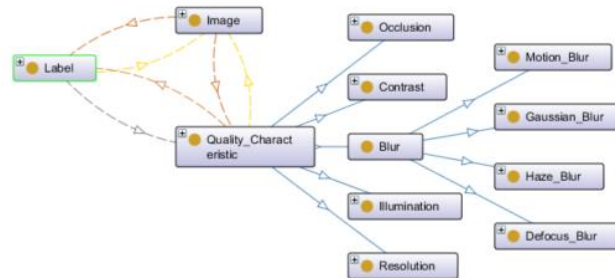 Image
Label
Quality_Charact
eristic
Occlusion
Contrast
Blur
Illumination
Resolution
Motion_Blur
Gaussian_Blur
Haze_Blur
Defocus_Blur